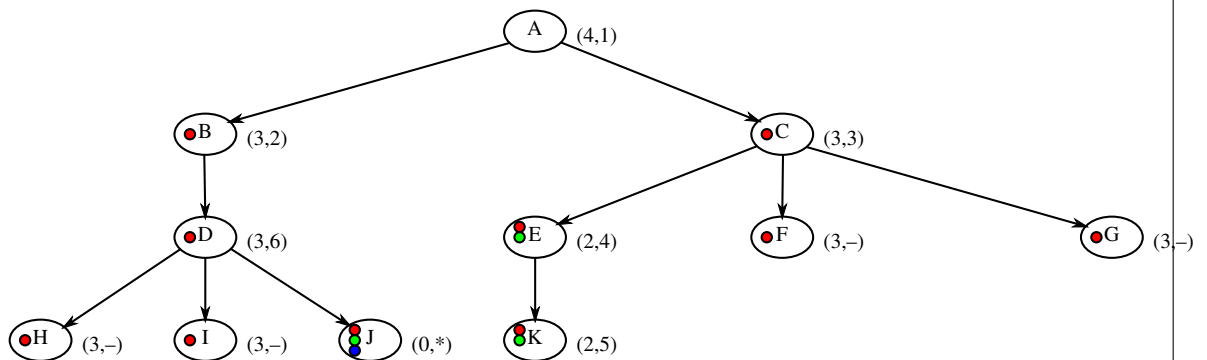 A (4,1)
B (3,2) C (3,3)
D (3,6) E (2,4) F (3,–) G (3,–)
H (3,–) I (3,–) J (0,*) K (2,5)